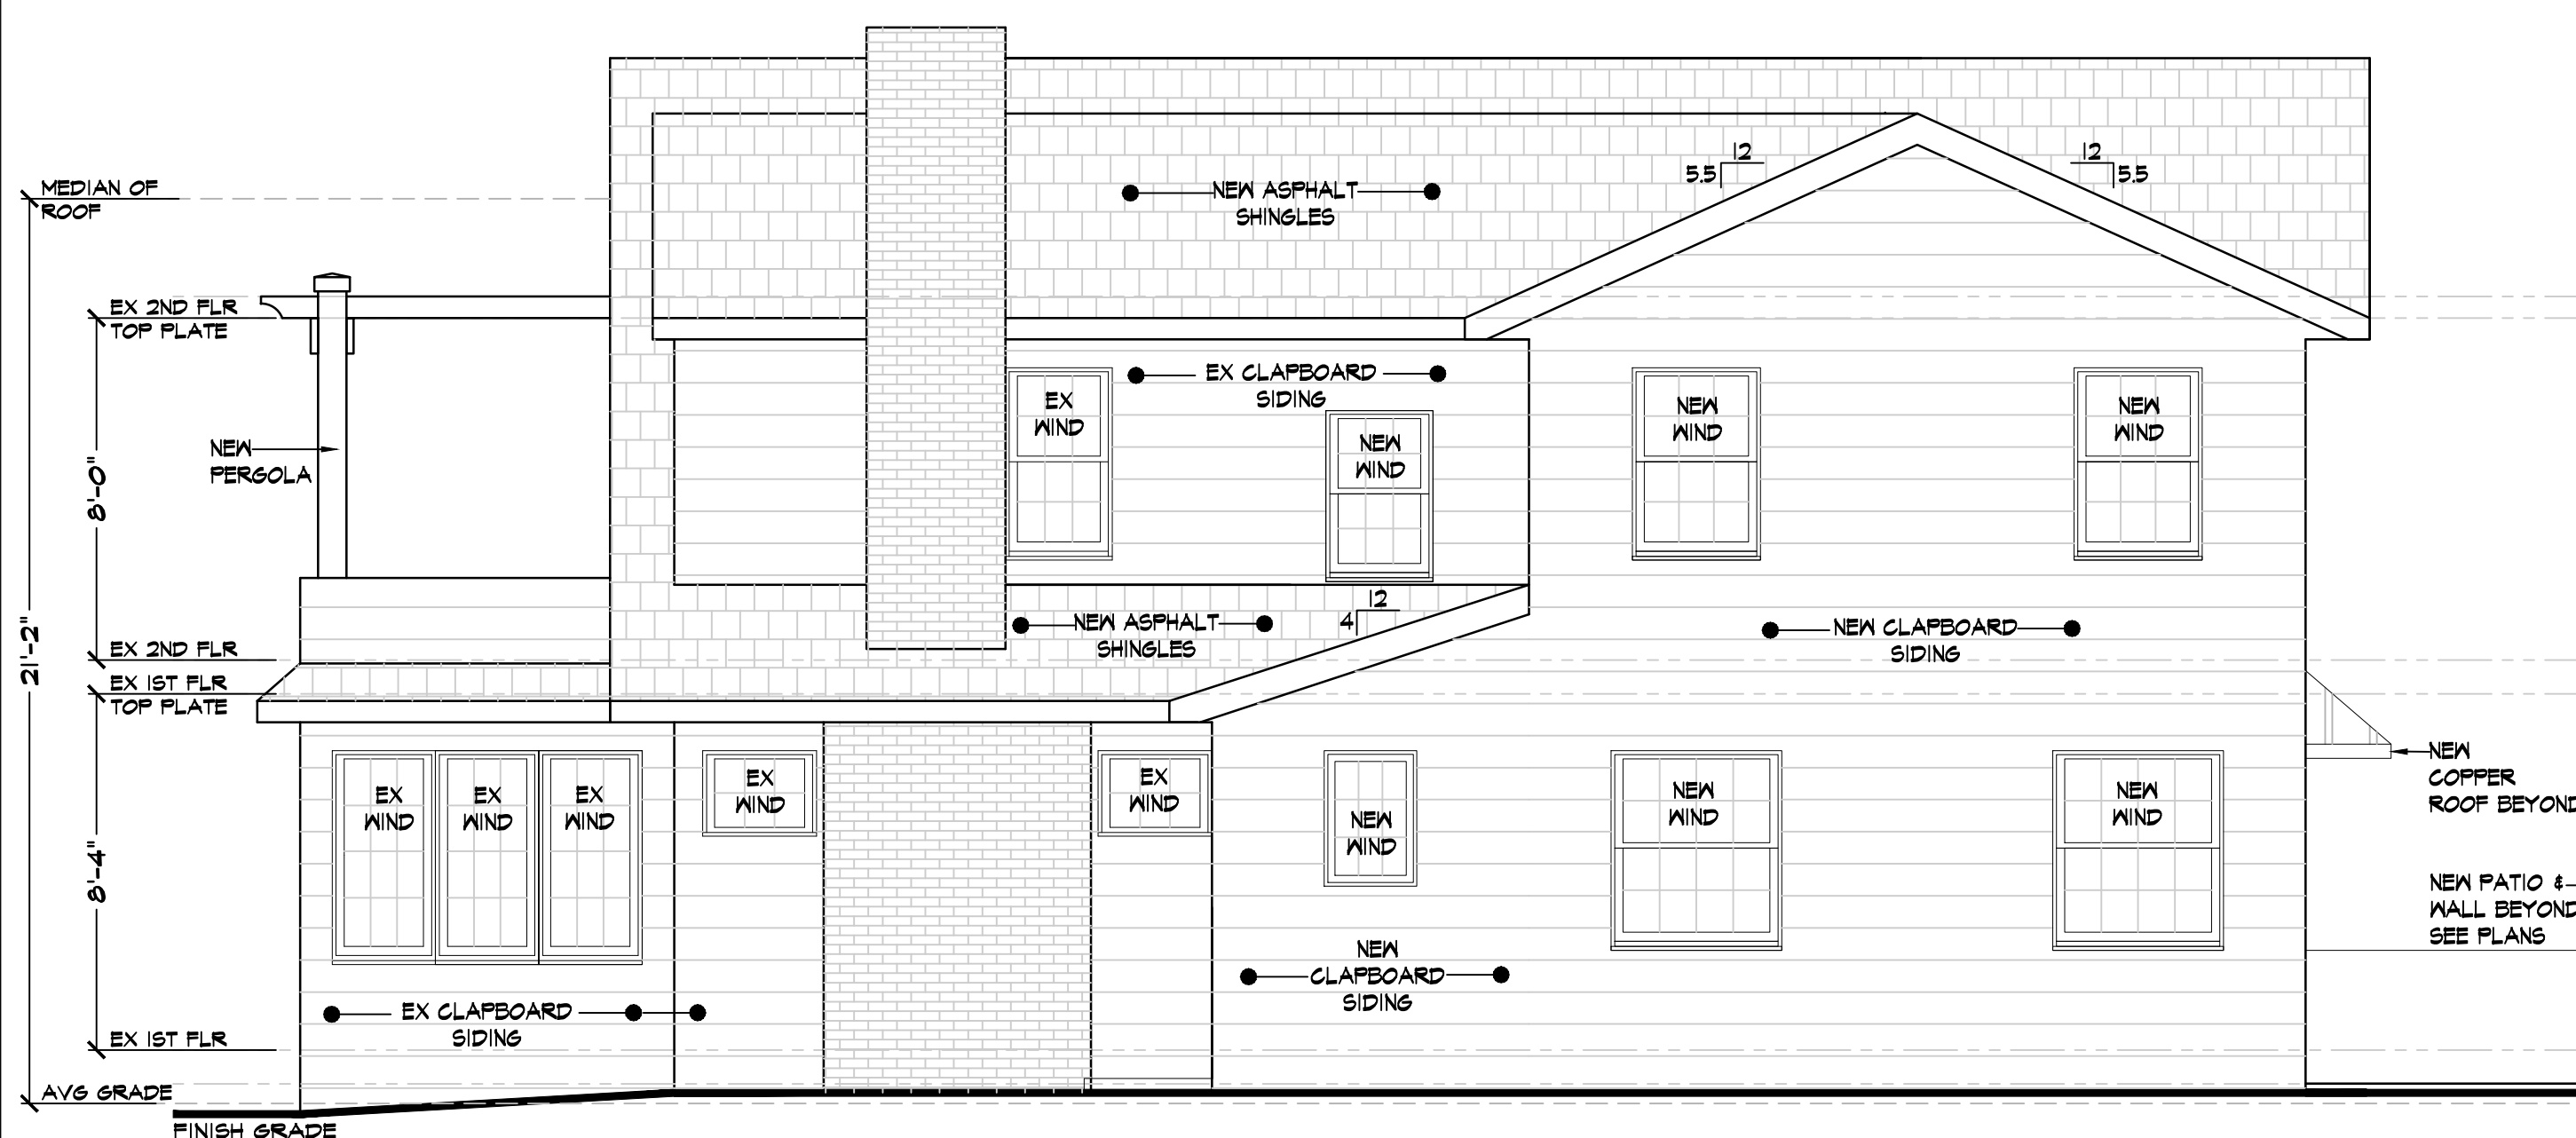 12
12
5.5
5.5
MEDIAN OF
ROOF
NEW ASPHALT
SHINGLES
EX 2ND FLR
TOP PLATE
EX CLAPBOARD
SIDING
EX
WIND
NEW
WIND
NEW
WIND
NEW
WIND
NEW
PERGOLA
8'-0"
12
4
NEW ASPHALT
SHINGLES
NEW CLAPBOARD
SIDING
21'-2"
EX 2ND FLR
EX 1ST FLR
TOP PLATE
NEW
COPPER
ROOF BEYOND
EX
WIND
EX
WIND
EX
WIND
EX
WIND
EX
WIND
NEW
WIND
NEW
WIND
NEW
WIND
8'-4"
NEW PATIO &
WALL BEYOND
SEE PLANS
NEW
CLAPBOARD
SIDING
EX CLAPBOARD
SIDING
EX 1ST FLR
AVG GRADE
FINISH GRADE